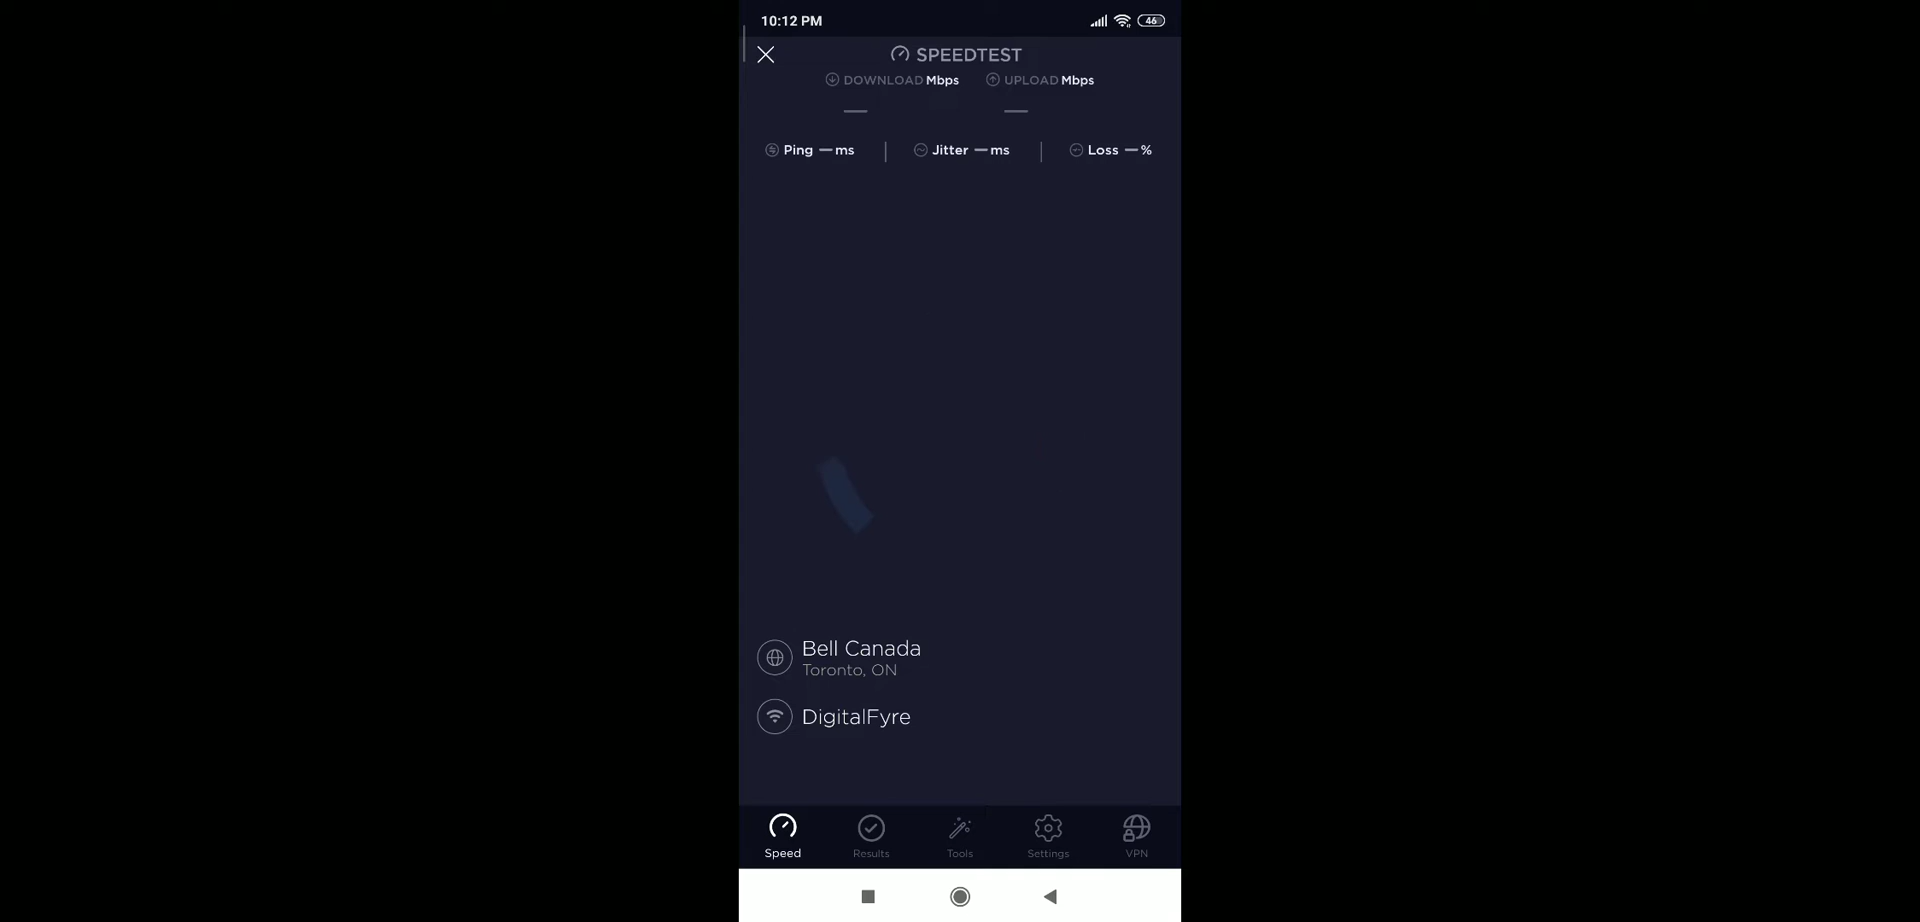 10:12 PM 46
SPEEDTEST
DOWNLOAD Mbps UPLOAD Mbps
— —
Ping — ms | Jitter — ms | Loss — %
Bell Canada
Toronto, ON
DigitalFyre
Speed Results Tools Settings VPN